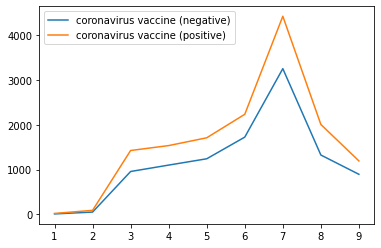 coronavirus vaccine (negative)
coronavirus vaccine (positive)
4000
3000
2000
1000
0
1 2 3 4 5 6 7 8 9